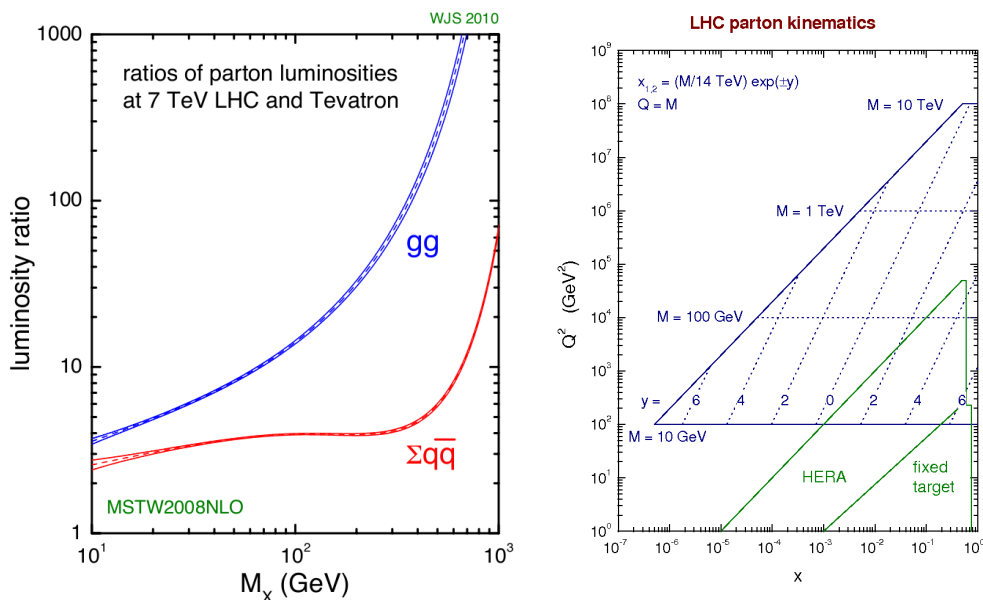 WJS 2010
ratios of parton luminosities
at 7 TeV LHC and Tevatron
luminosity ratio
1000
100
10
1
gg
Σqq̅
MSTW2008NLO
10¹
10²
10³
Mₓ (GeV)
LHC parton kinematics
x₁,₂ = (M/14 TeV) exp(±y)
Q = M
M = 10 TeV
M = 1 TeV
M = 100 GeV
M = 10 GeV
y = 6 4 2 0 2 4 6
HERA
fixed
target
Q² (GeV²)
10⁹
10⁸
10⁷
10⁶
10⁵
10⁴
10³
10²
10¹
10⁰
10⁻⁷
10⁻⁶
10⁻⁵
10⁻⁴
10⁻³
10⁻²
10⁻¹
10⁰
x